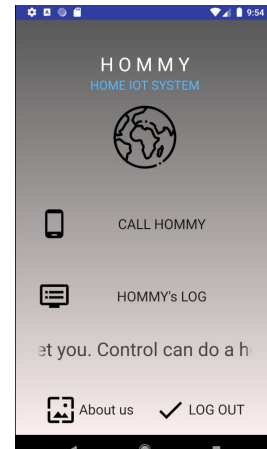 9:54
HOMMY
HOME IOT SYSTEM
CALL HOMMY
HOMMY's LOG
et you. Control can do a h
About us
LOG OUT